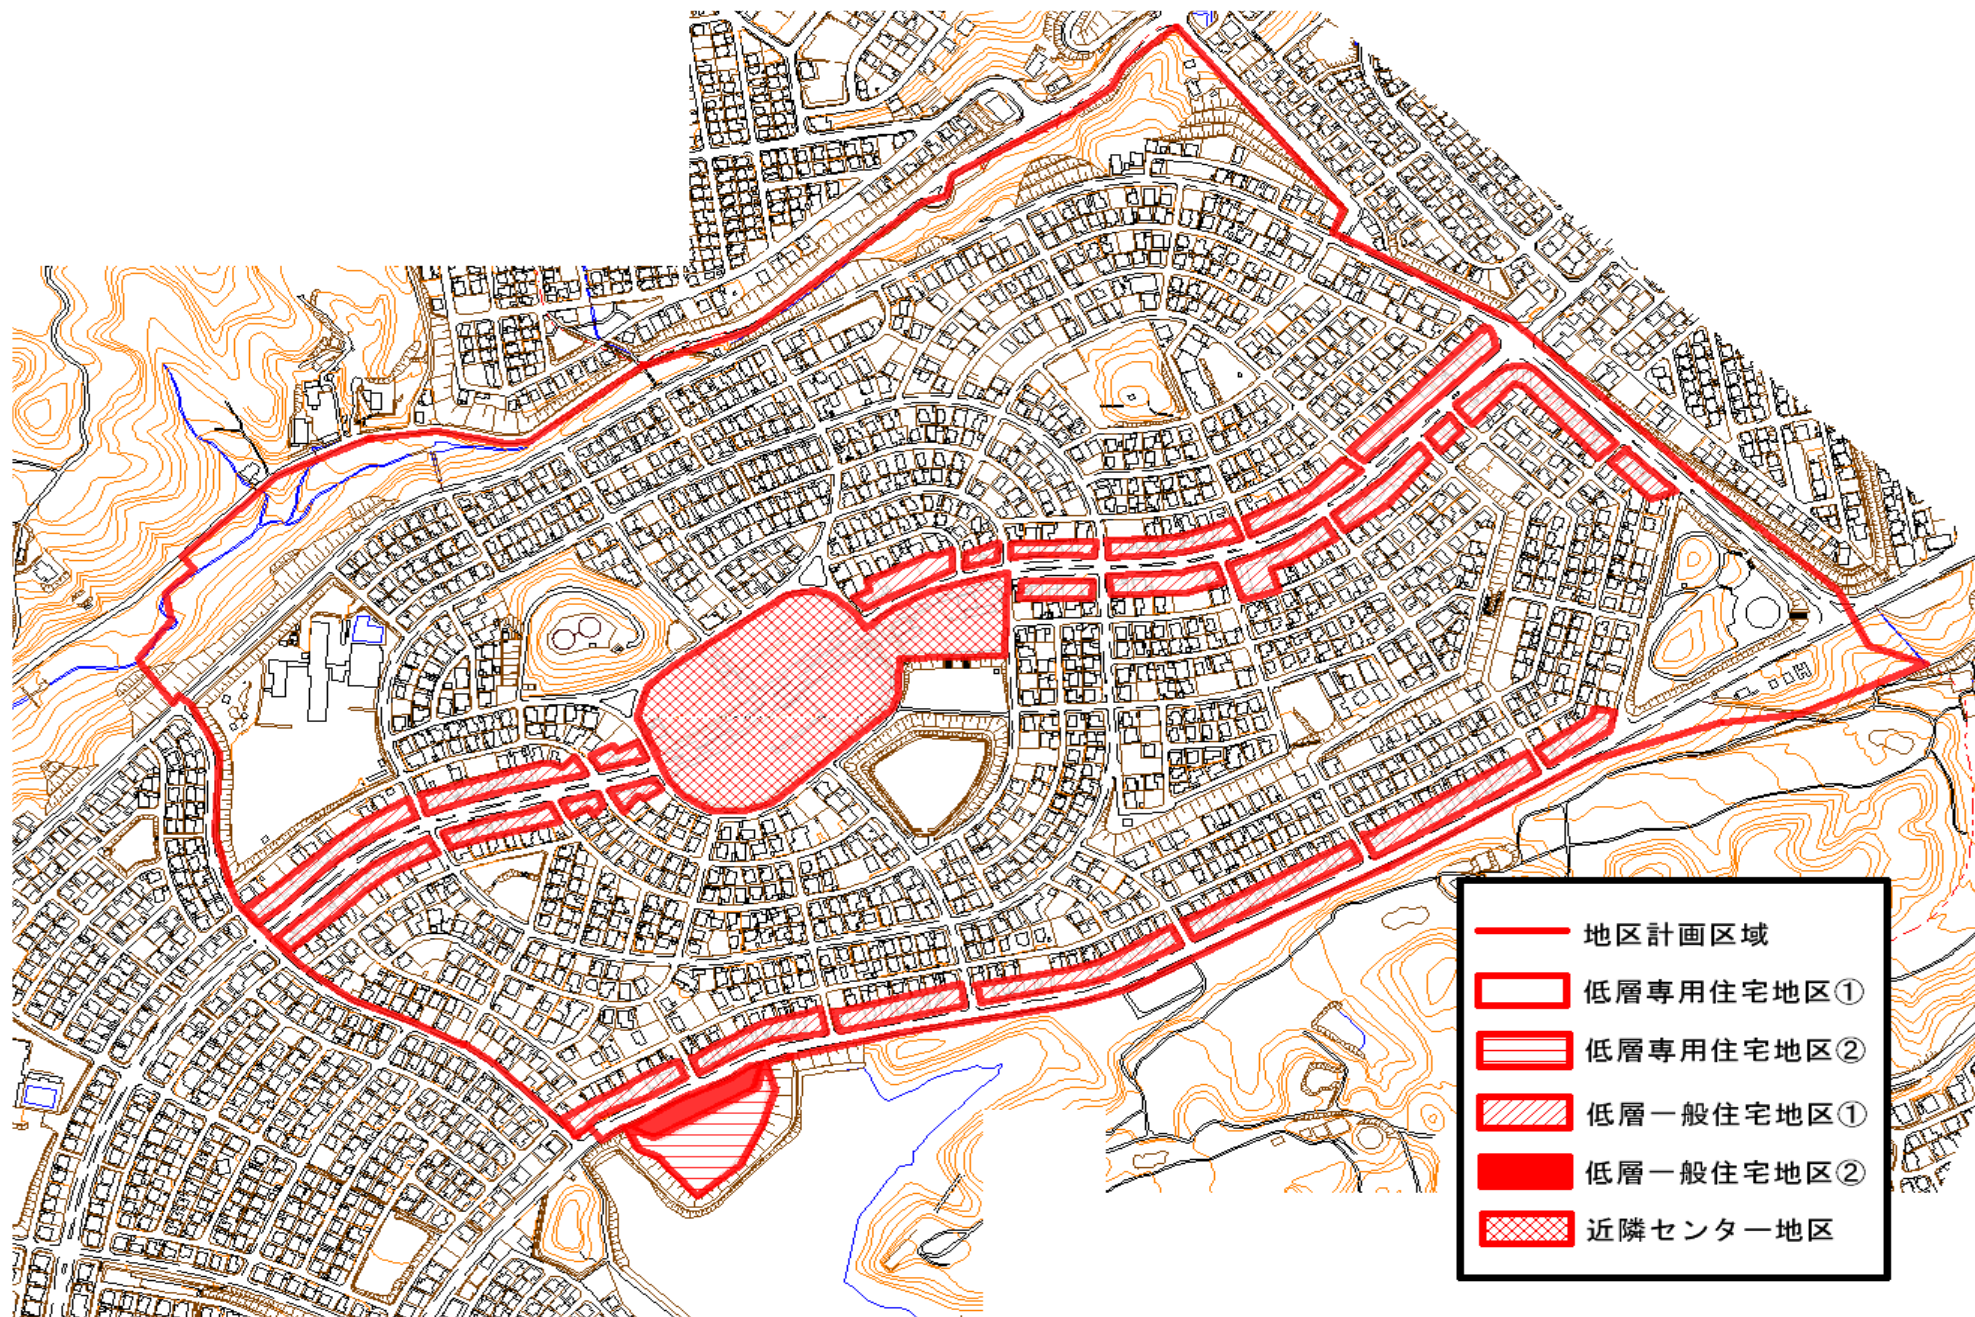 地区計画区域
低層専用住宅地区①
低層専用住宅地区②
低層一般住宅地区①
低層一般住宅地区②
近隣センター地区